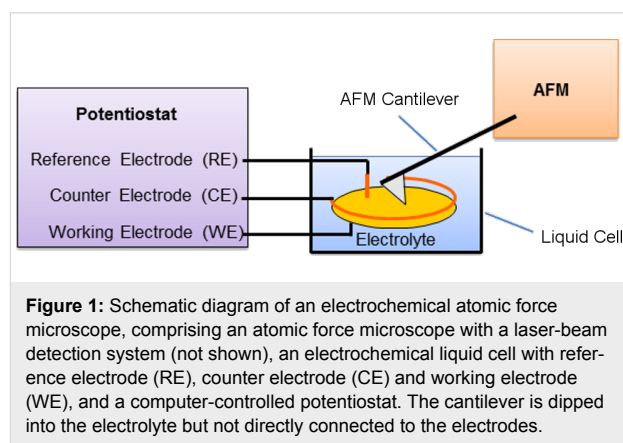 AFM
AFM Cantilever
Potentiostat
Reference Electrode (RE)
Counter Electrode (CE)
Working Electrode (WE)
Electrolyte
Liquid Cell
Figure 1: Schematic diagram of an electrochemical atomic force
microscope, comprising an atomic force microscope with a laser-beam
detection system (not shown), an electrochemical liquid cell with refer-
ence electrode (RE), counter electrode (CE) and working electrode
(WE), and a computer-controlled potentiostat. The cantilever is dipped
into the electrolyte but not directly connected to the electrodes.